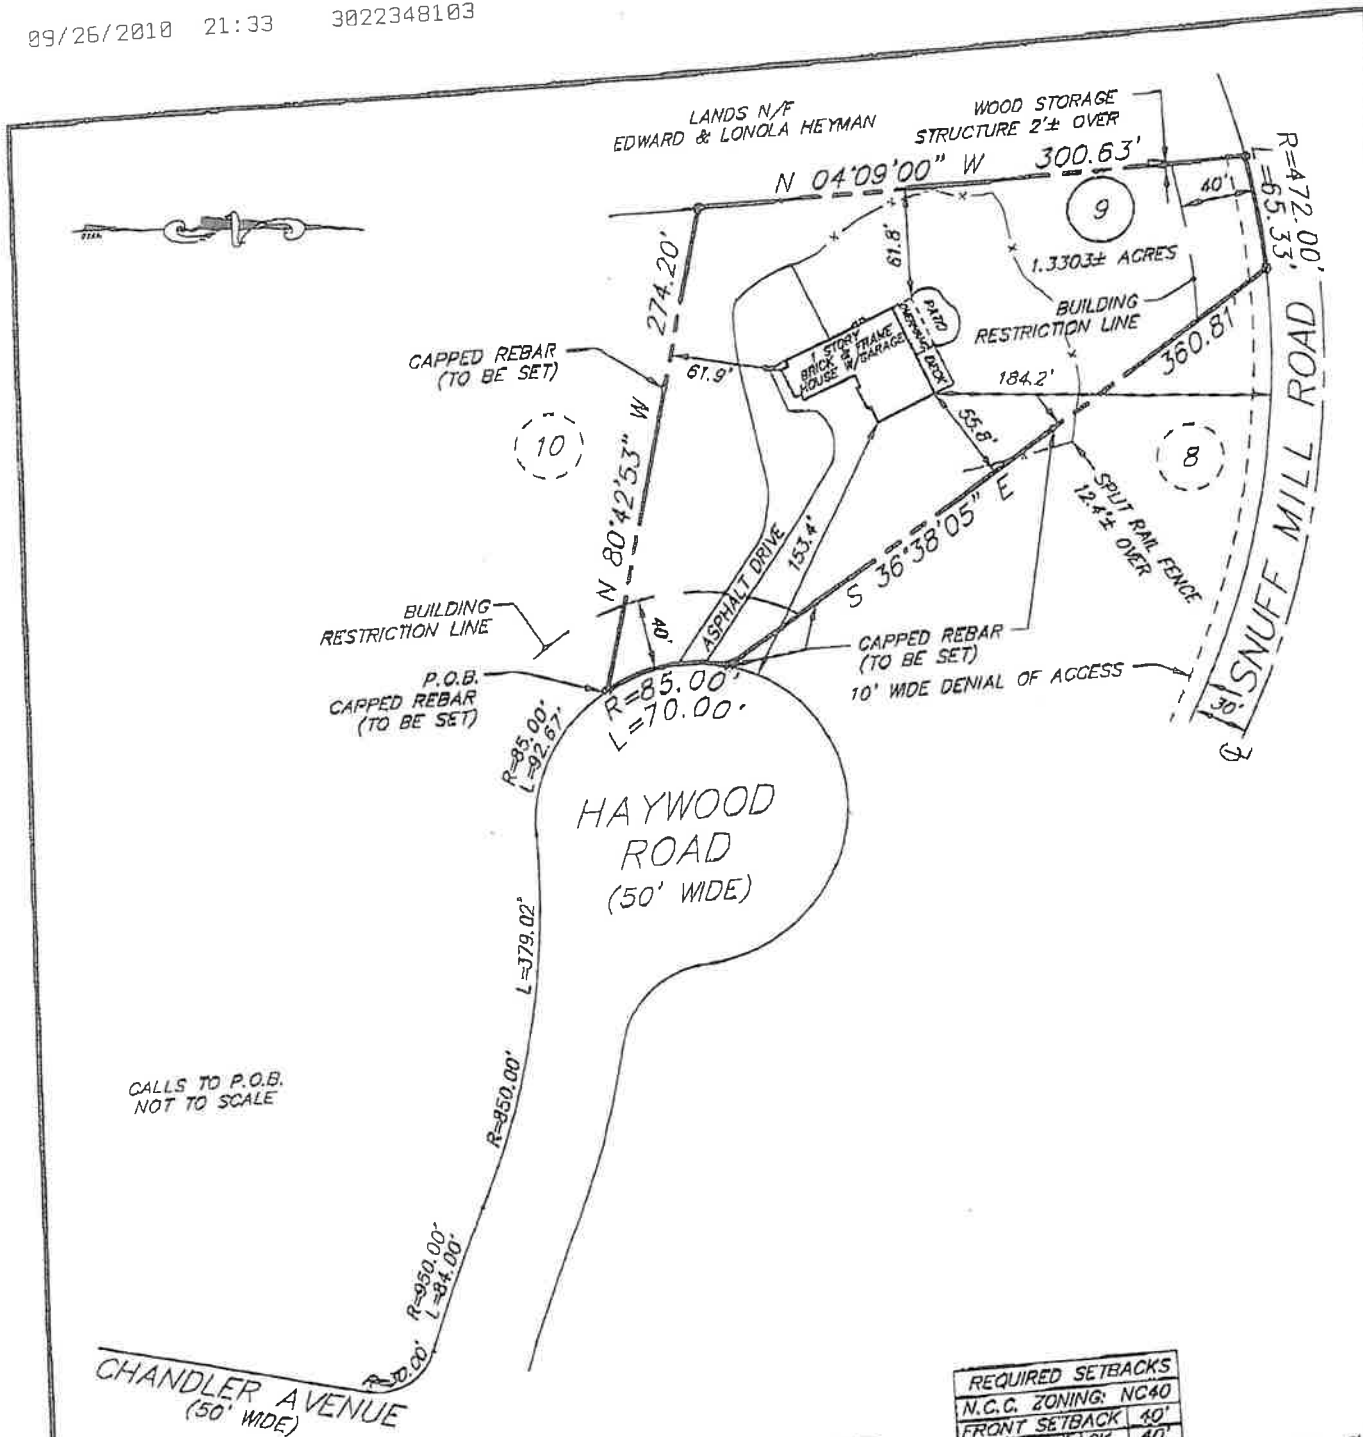 09/26/2010 21:33 3022348103
LANDS N/F
EDWARD & LONOLA HEYMAN
WOOD STORAGE
STRUCTURE 2'± OVER
N 04°09'00" W 300.63'
R=472.00'
L=65.33'
40'
9
1.3303± ACRES
61.8'
BUILDING
RESTRICTION LINE
PATIO
OVERHANG DECK
1 STORY
BRICK & FRAME
HOUSE W/GARAGE
274.20'
N 80°42'53" W
CAPPED REBAR
(TO BE SET)
61.9'
10
184.2'
55.8'
360.81'
S 36°38'05" E
8
SNUFF MILL ROAD
SPLIT RAIL FENCE
12.4'± OVER
153.4'
ASPHALT DRIVE
BUILDING
RESTRICTION LINE
40'
CAPPED REBAR
(TO BE SET)
10' WIDE DENIAL OF ACCESS
30'
P.O.B.
CAPPED REBAR
(TO BE SET)
R=85.00'
L=70.00'
R=85.00'
L=92.67'
HAYWOOD
ROAD
(50' WIDE)
L=379.02'
R=850.00'
CALLS TO P.O.B.
NOT TO SCALE
R=950.00'
L=84.00'
CHANDLER AVENUE
(50' WIDE)
REQUIRED SETBACKS
N.C.C. ZONING: NC40
FRONT SETBACK 40'
40'